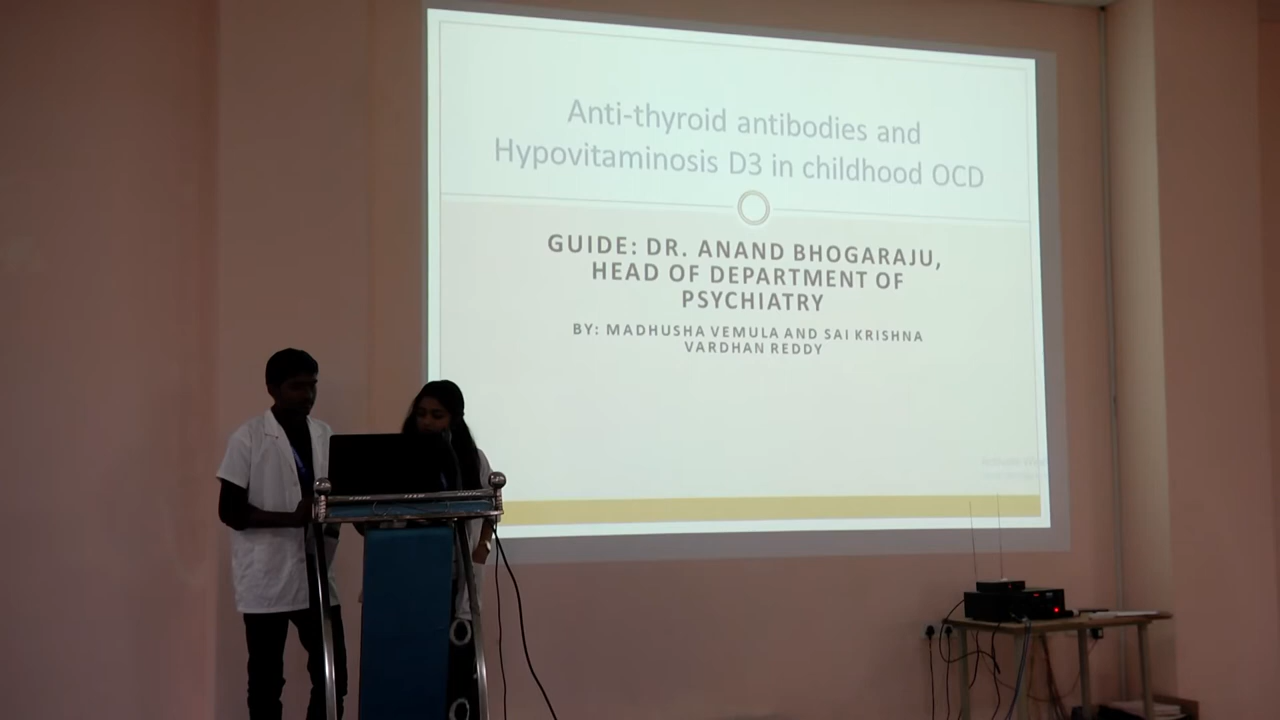 Anti-thyroid antibodies and
Hypovitaminosis D3 in childhood OCD
GUIDE: DR. ANAND BHOGARAJU,
HEAD OF DEPARTMENT OF
PSYCHIATRY
BY: MADHUSHA VEMULA AND SAI KRISHNA
VARDHAN REDDY